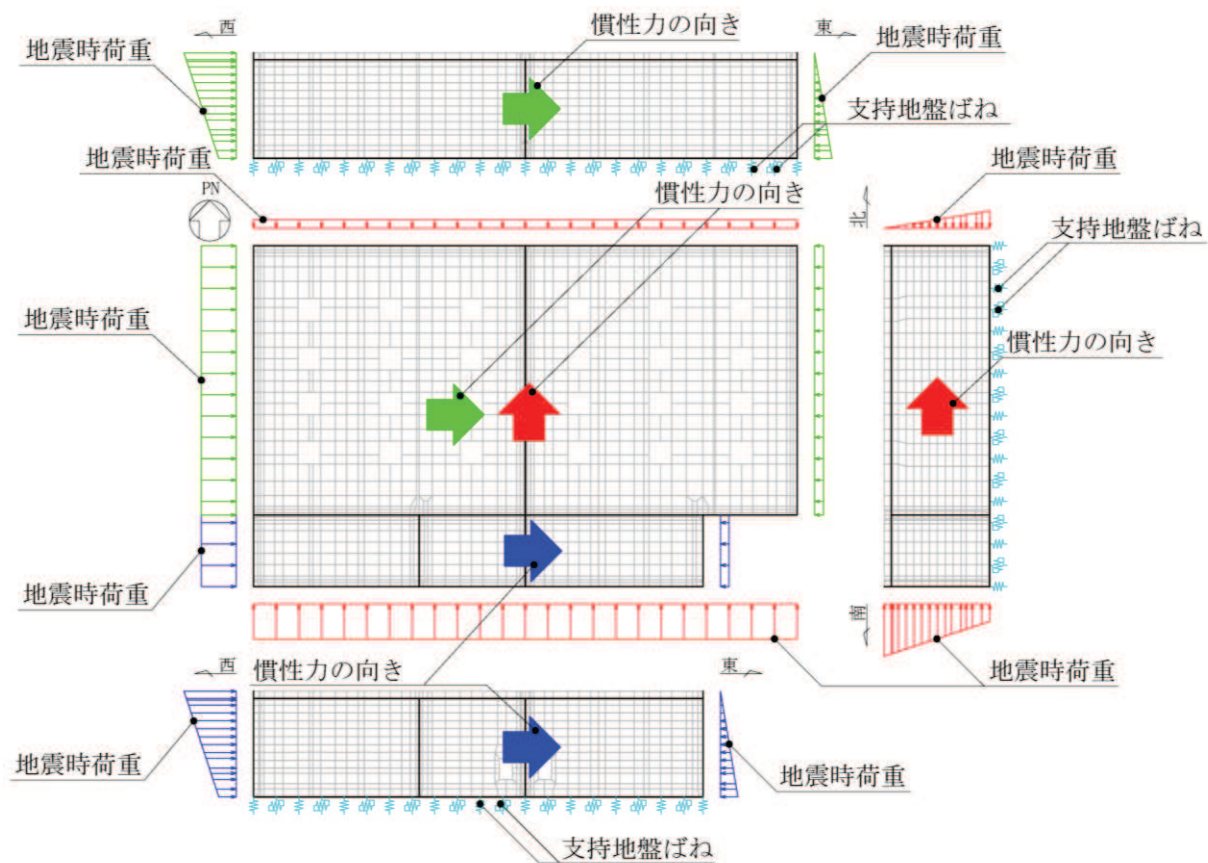 西
慣性力の向き
東
地震時荷重
地震時荷重
支持地盤ばね
地震時荷重
地震時荷重
PN
慣性力の向き
北
支持地盤ばね
地震時荷重
慣性力の向き
地震時荷重
南
西
慣性力の向き
東
地震時荷重
地震時荷重
地震時荷重
支持地盤ばね